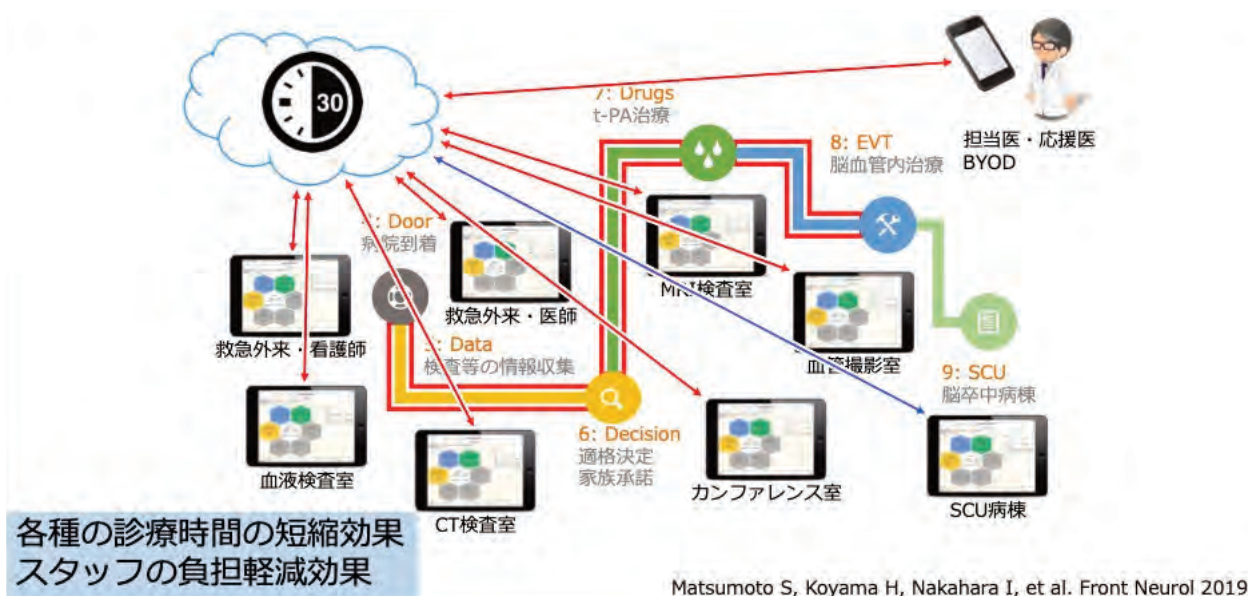 30
7: Drugs
t-PA治療
8: EVT
脳血管内治療
担当医・応援医
BYOD
: Door
病院到着
救急外来・医師
MRI検査室
救急外来・看護師
: Data
検査等の情報収集
血管撮影室
9: SCU
脳卒中病棟
6: Decision
適格決定
家族承諾
血液検査室
CT検査室
カンファレンス室
SCU病棟
各種の診療時間の短縮効果
スタッフの負担軽減効果
Matsumoto S, Koyama H, Nakahara I, et al. Front Neurol 2019